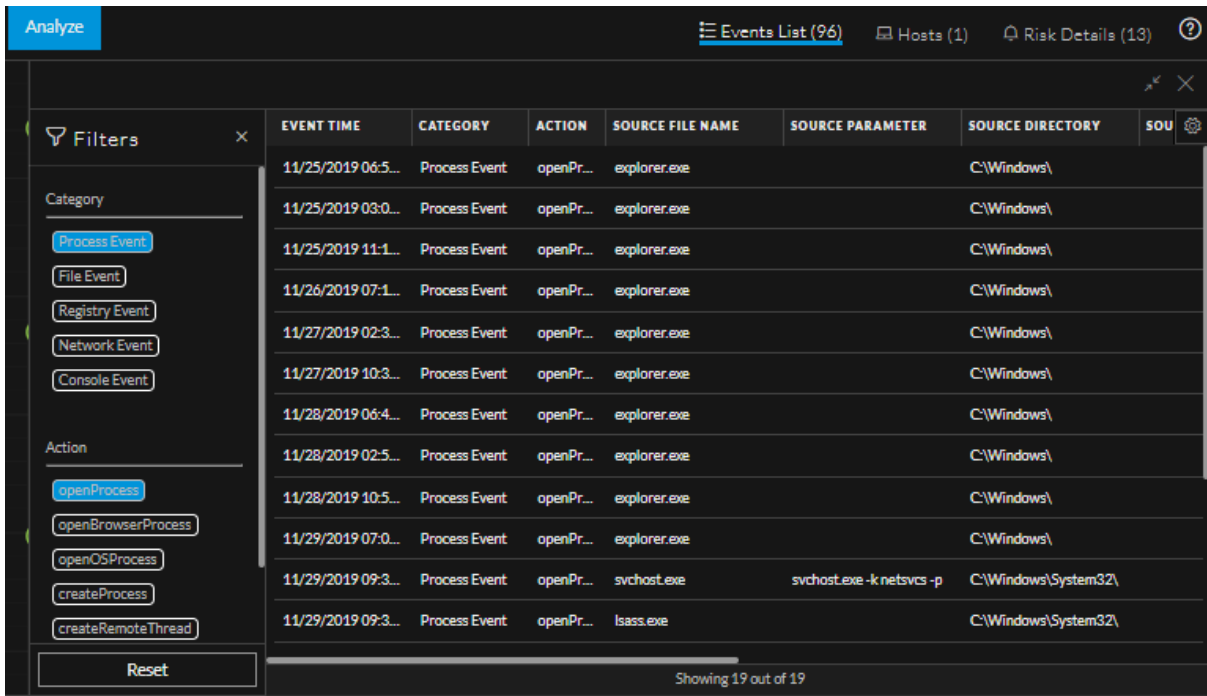 Analyze
Events List (96) Hosts (1) Risk Details (13)
Filters
Category
Process Event
File Event
Registry Event
Network Event
Console Event
Action
openProcess
openBrowserProcess
openOSProcess
createProcess
createRemoteThread
Reset
EVENT TIME CATEGORY ACTION SOURCE FILE NAME SOURCE PARAMETER SOURCE DIRECTORY SOU
11/25/2019 06:5... Process Event openPr... explorer.exe C:\Windows\
11/25/2019 03:0... Process Event openPr... explorer.exe C:\Windows\
11/25/2019 11:1... Process Event openPr... explorer.exe C:\Windows\
11/26/2019 07:1... Process Event openPr... explorer.exe C:\Windows\
11/27/2019 02:3... Process Event openPr... explorer.exe C:\Windows\
11/27/2019 10:3... Process Event openPr... explorer.exe C:\Windows\
11/28/2019 06:4... Process Event openPr... explorer.exe C:\Windows\
11/28/2019 02:5... Process Event openPr... explorer.exe C:\Windows\
11/28/2019 10:5... Process Event openPr... explorer.exe C:\Windows\
11/29/2019 07:0... Process Event openPr... explorer.exe C:\Windows\
11/29/2019 09:3... Process Event openPr... svchost.exe svchost.exe -k netsvcs -p C:\Windows\System32\
11/29/2019 09:3... Process Event openPr... lsass.exe C:\Windows\System32\
Showing 19 out of 19